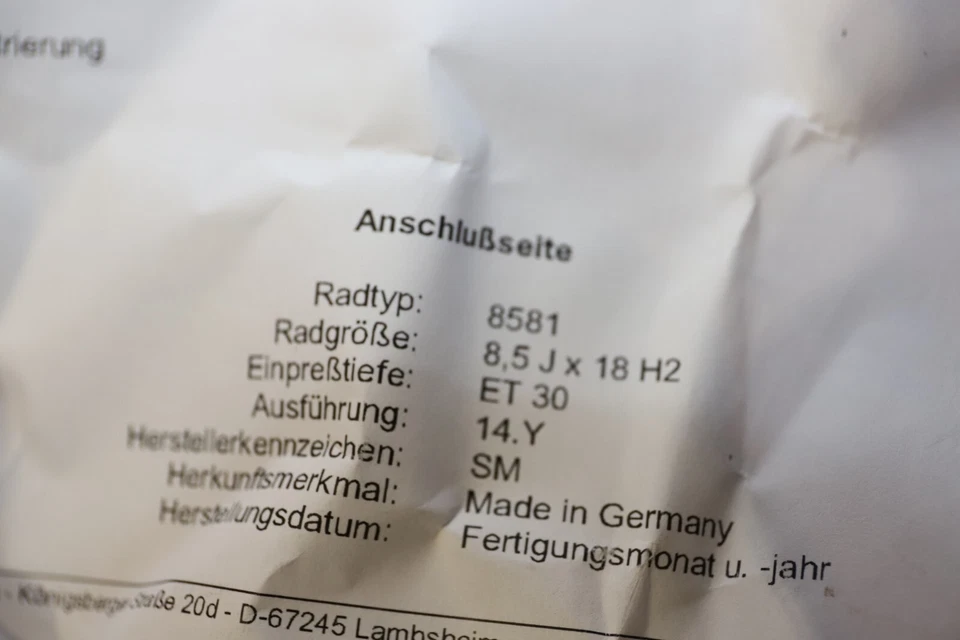 Anschlußseite
Radtyp: 8581
Radgröße: 8,5 J x 18 H2
Einpreßtiefe: ET 30
Ausführung: 14.Y
Herstellerkennzeichen: SM
Herkunftsmerkmal: Made in Germany
Herstellungsdatum: Fertigungsmonat u. -jahr
20d - D-67245 Lambsheim